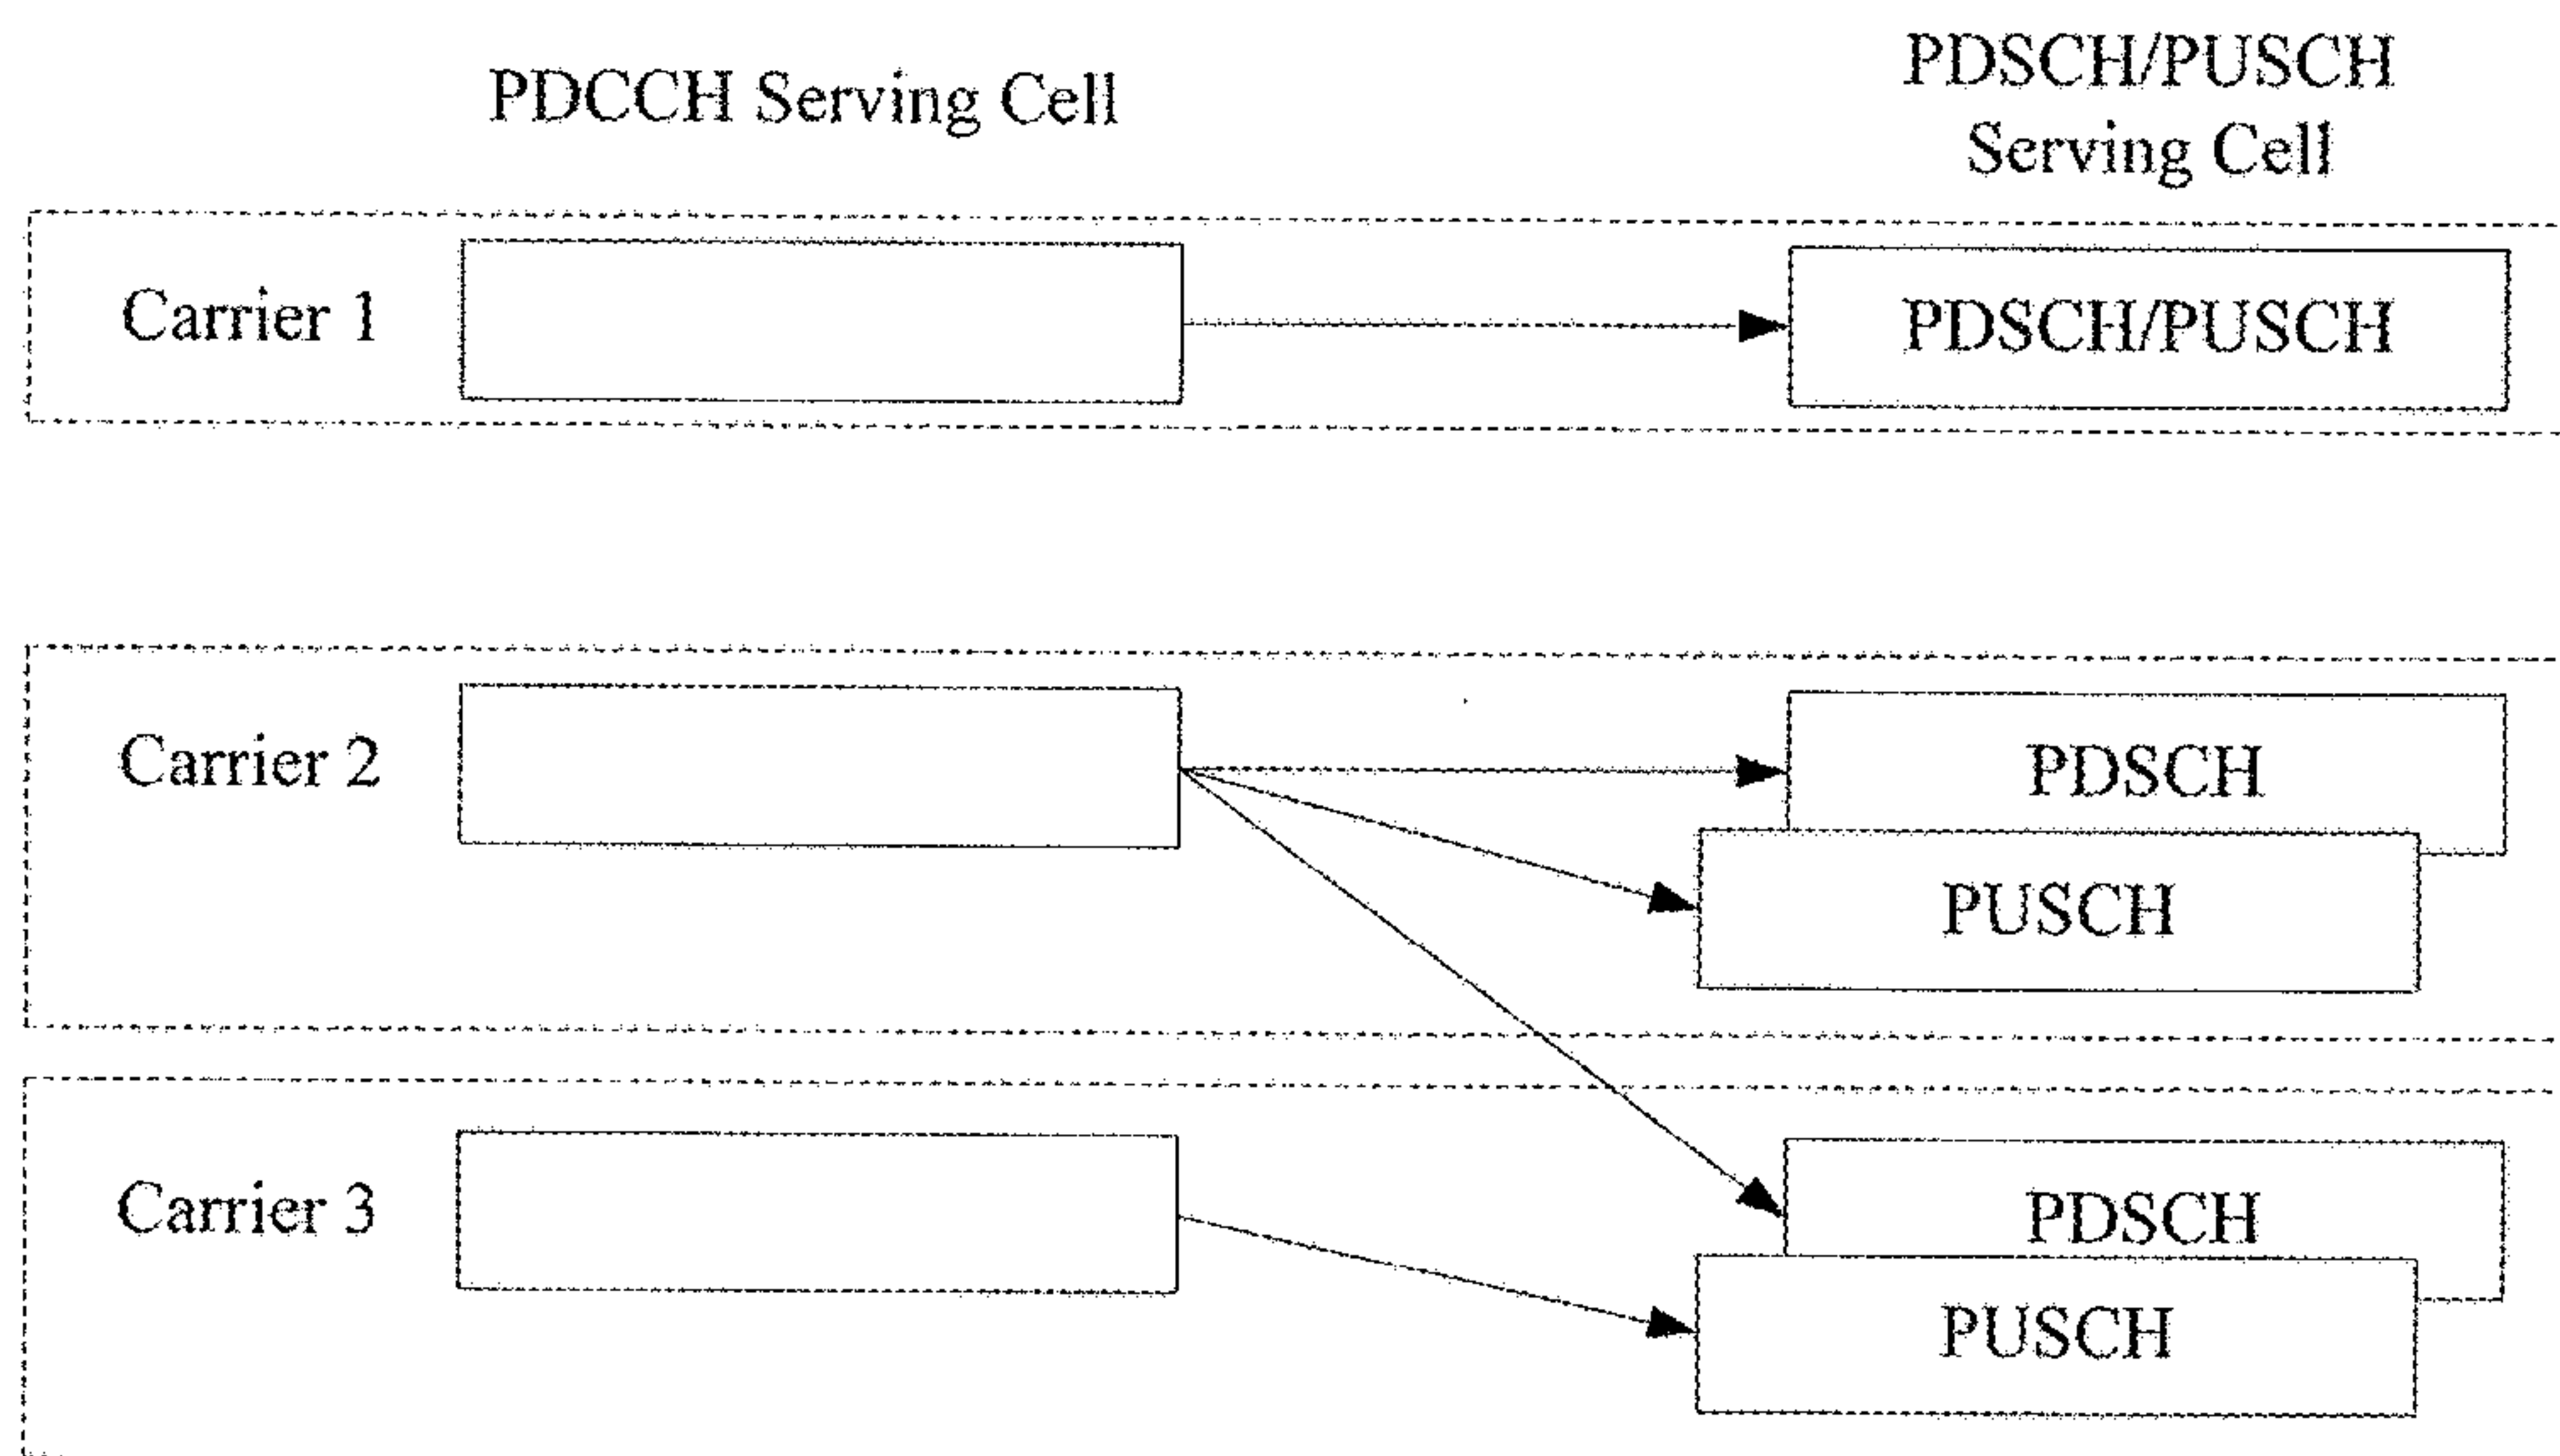 PDCCH Serving Cell
PDSCH/PUSCH
Serving Cell
Carrier 1
PDSCH/PUSCH
Carrier 2
PDSCH
PUSCH
Carrier 3
PDSCH
PUSCH